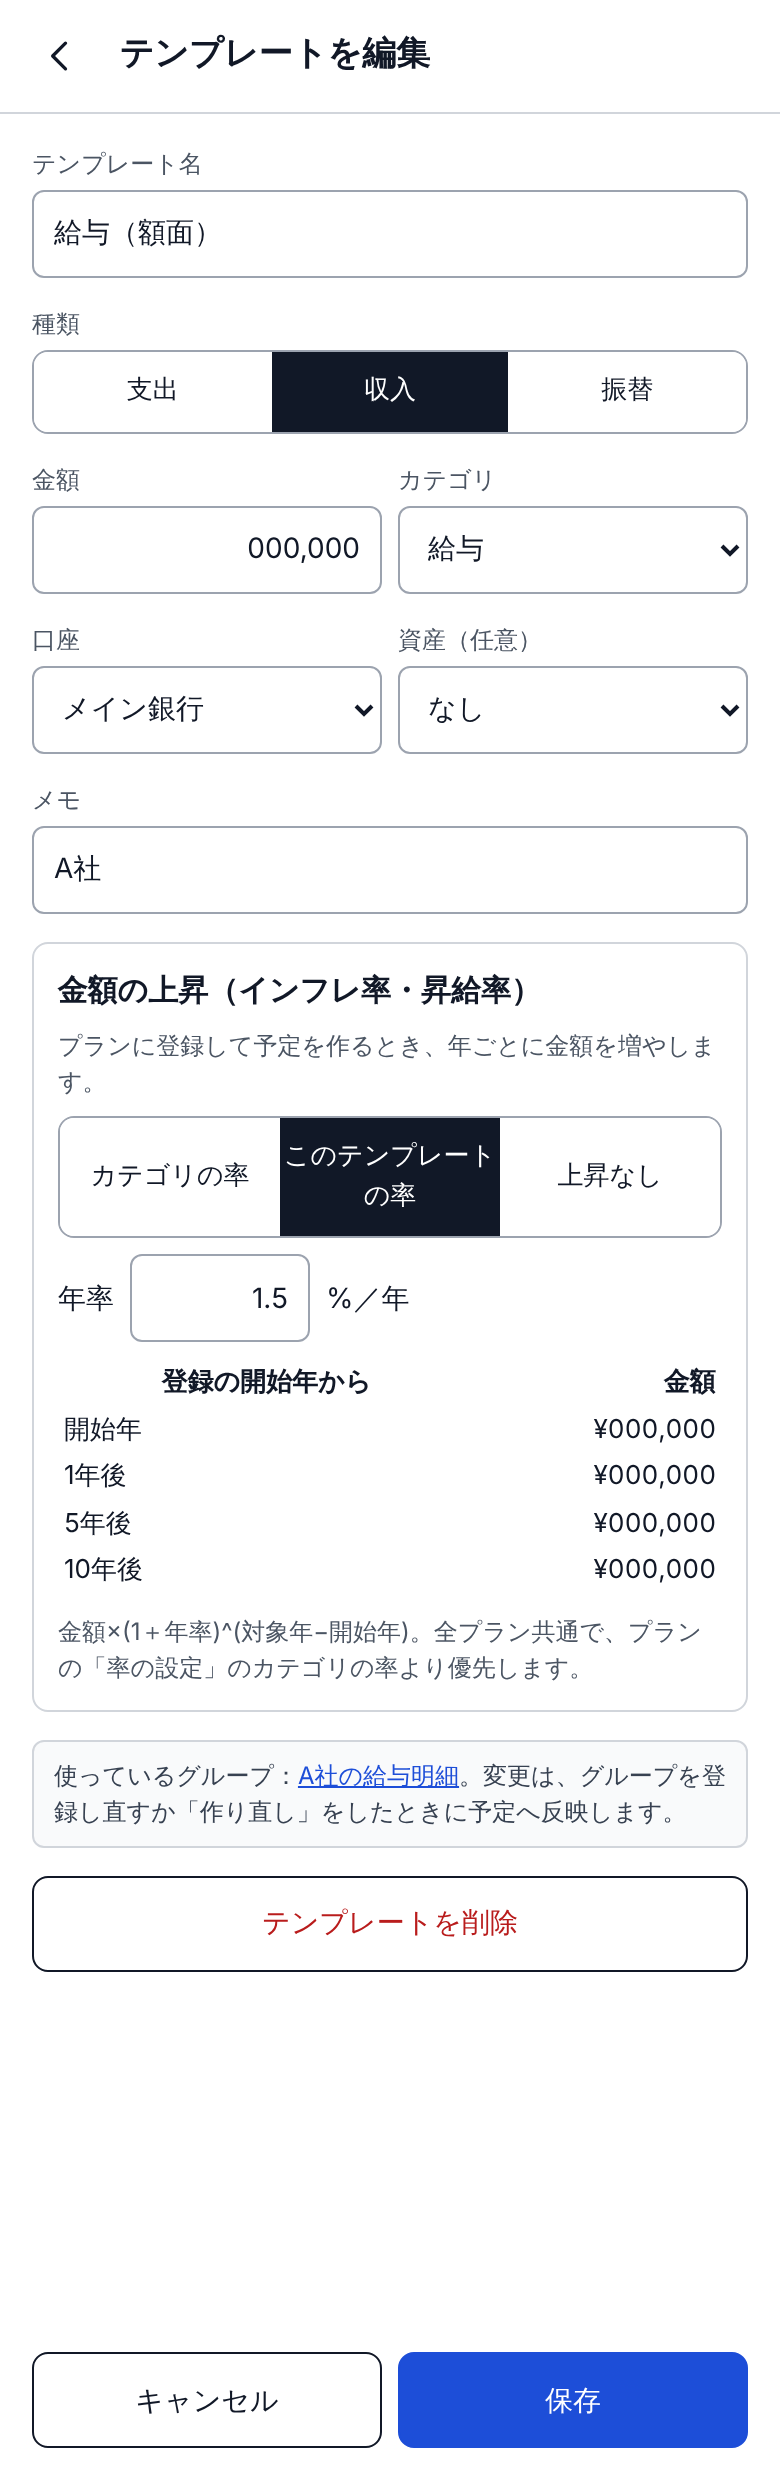 テンプレートを編集
テンプレート名
給与（額面）
種類
支出 収入 振替
金額 カテゴリ
000,000 給与
口座 資産（任意）
メイン銀行 なし
メモ
A社
金額の上昇（インフレ率・昇給率）
プランに登録して予定を作るとき、年ごとに金額を増やしま
す。
カテゴリの率 このテンプレート
の率 上昇なし
年率 1.5 %／年
登録の開始年から 金額
開始年 ¥000,000
1年後 ¥000,000
5年後 ¥000,000
10年後 ¥000,000
金額×(1＋年率)^(対象年−開始年)。全プラン共通で、プラン
の「率の設定」のカテゴリの率より優先します。
使っているグループ：A社の給与明細。変更は、グループを登
録し直すか「作り直し」をしたときに予定へ反映します。
テンプレートを削除
キャンセル 保存